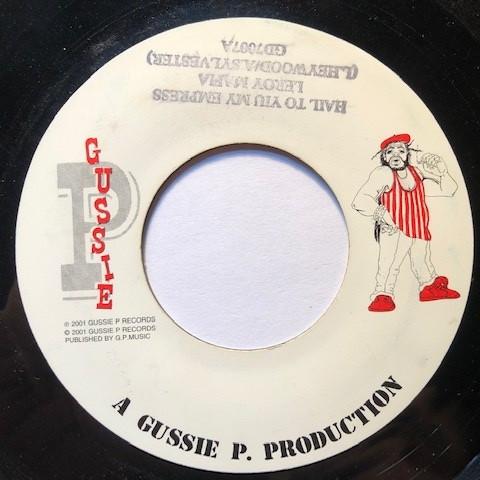 HAIL TO YIU MY EMPRESS
LEROY MAFIA
(L.HEYWOOD/A.SYLVESTER)
GD7007A
GUSSIE
P
℗ 2001 GUSSIE P RECORDS
© 2001 GUSSIE P RECORDS
PUBLISHED BY G.P.MUSIC
A GUSSIE P. PRODUCTION